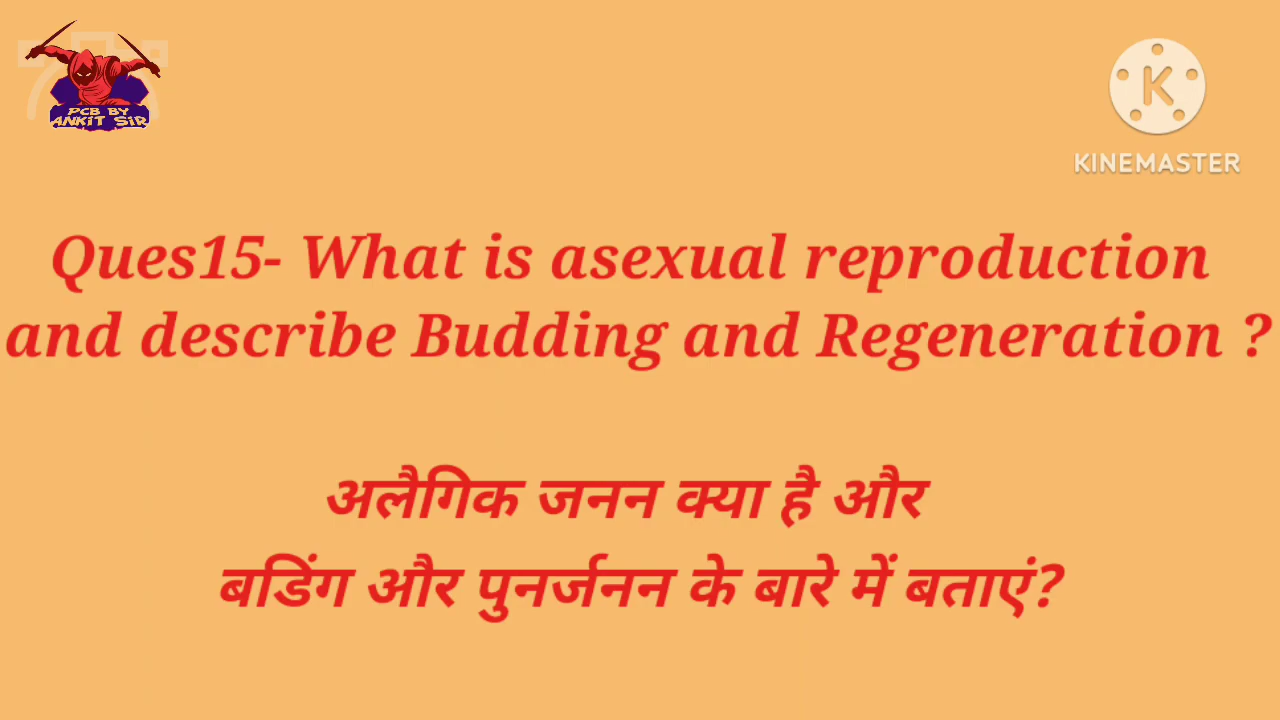 PCB BY
ANKIT SIR
K
KINEMASTER
Ques15- What is asexual reproduction
and describe Budding and Regeneration ?
अलैगिक जनन क्या है और
बडिंग और पुनर्जनन के बारे में बताएं?